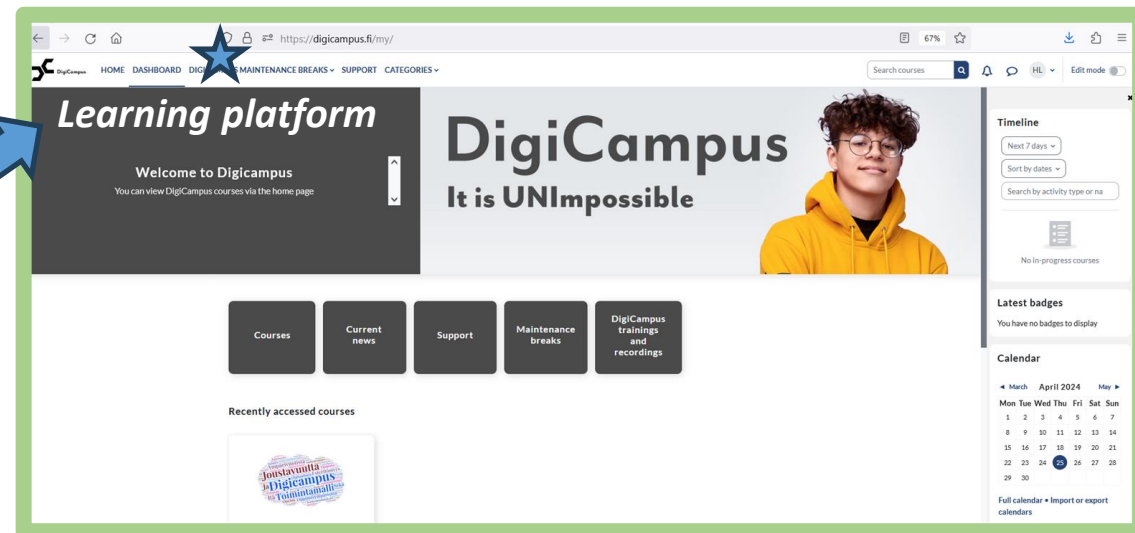 https://digicampus.fi/my/
67%
DigiCampus
HOME DASHBOARD MAINTENANCE BREAKS SUPPORT CATEGORIES
Search courses
HL
Edit mode
Learning platform
Welcome to Digicampus
You can view DigiCampus courses via the home page
DigiCampus
It is UNImpossible
Courses
Current
news
Support
Maintenance
breaks
DigiCampus
trainings
and
recordings
Recently accessed courses
Joustavuutta
Digicampus
Toimintamalli
Timeline
Next 7 days
Sort by dates
Search by activity type or na
No in-progress courses
Latest badges
You have no badges to display
Calendar
◄ March April 2024 May ►
Mon Tue Wed Thu Fri Sat Sun
1 2 3 4 5 6 7
8 9 10 11 12 13 14
15 16 17 18 19 20 21
22 23 24 25 26 27 28
29 30
Full calendar • Import or export
calendars